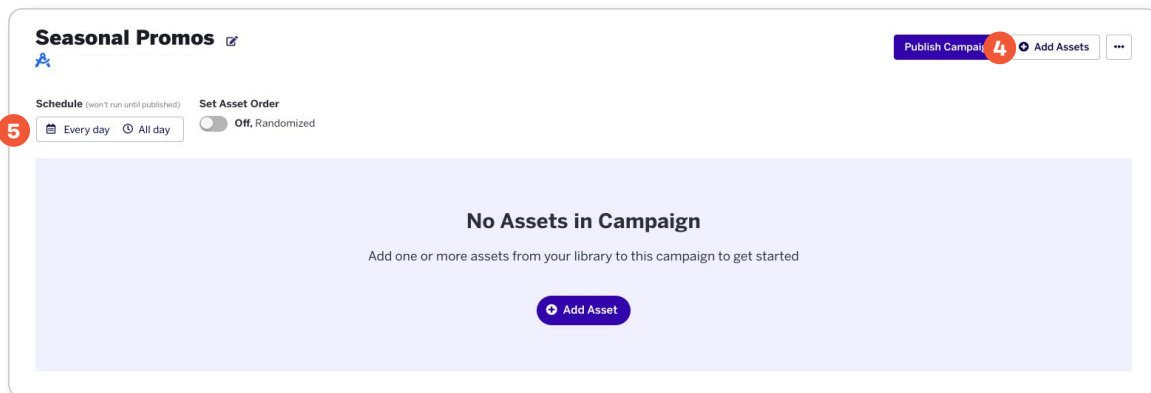 Seasonal Promos
Publish Campaig 4 Add Assets
Schedule (won't run until published) Set Asset Order
5 Every day All day Off, Randomized
No Assets in Campaign
Add one or more assets from your library to this campaign to get started
Add Asset